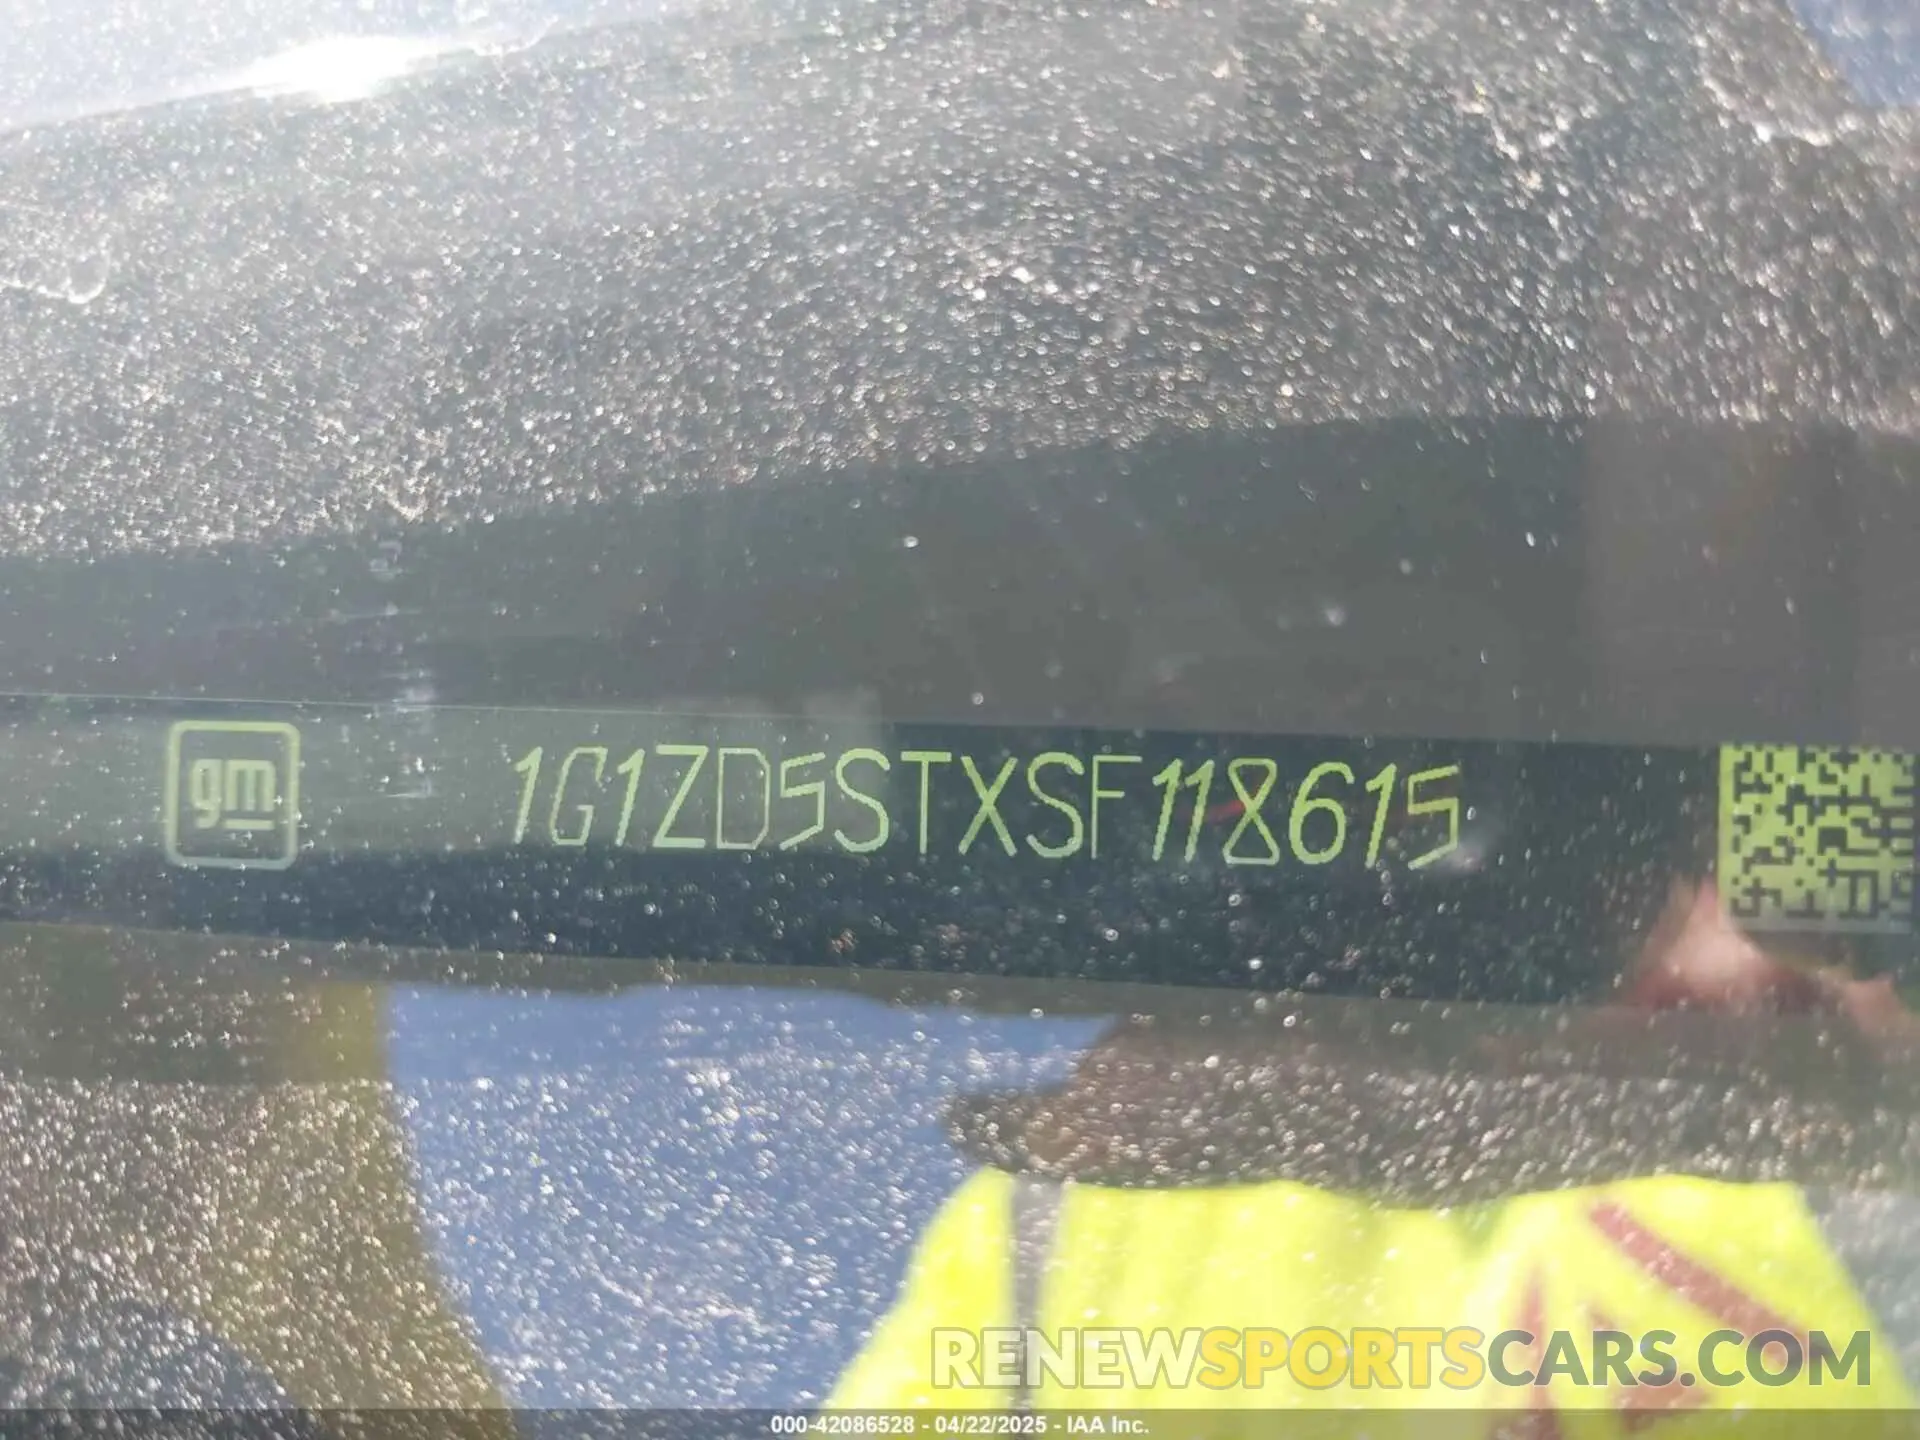 gm 1G1ZD5STXSF118615
RENEWSPORTSCARS.COM
000-42086528 - 04/22/2025 - IAA Inc.